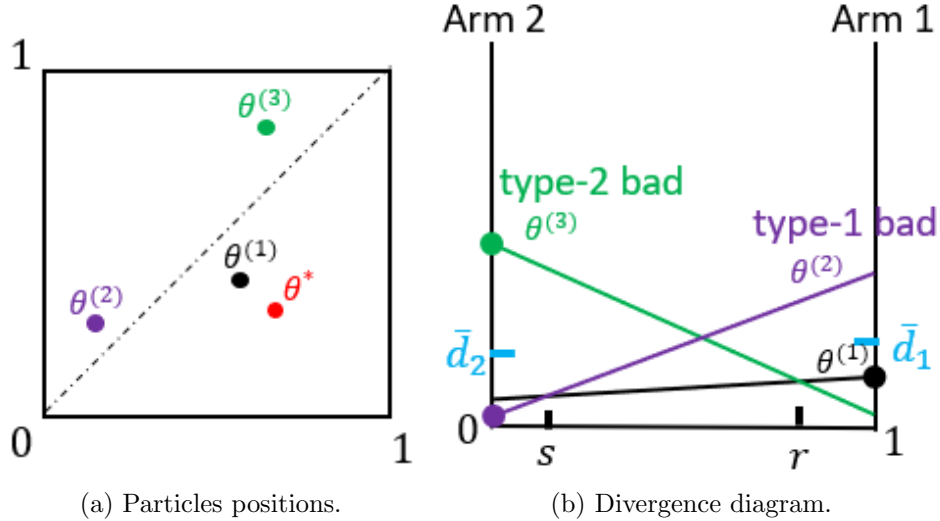 1
θ^(3)
θ^(1)
θ*
θ^(2)
0
1
(a) Particles positions.
Arm 2
Arm 1
type-2 bad
θ^(3)
type-1 bad
θ^(2)
d̄₂
d̄₁
θ^(1)
0
s
r
1
(b) Divergence diagram.